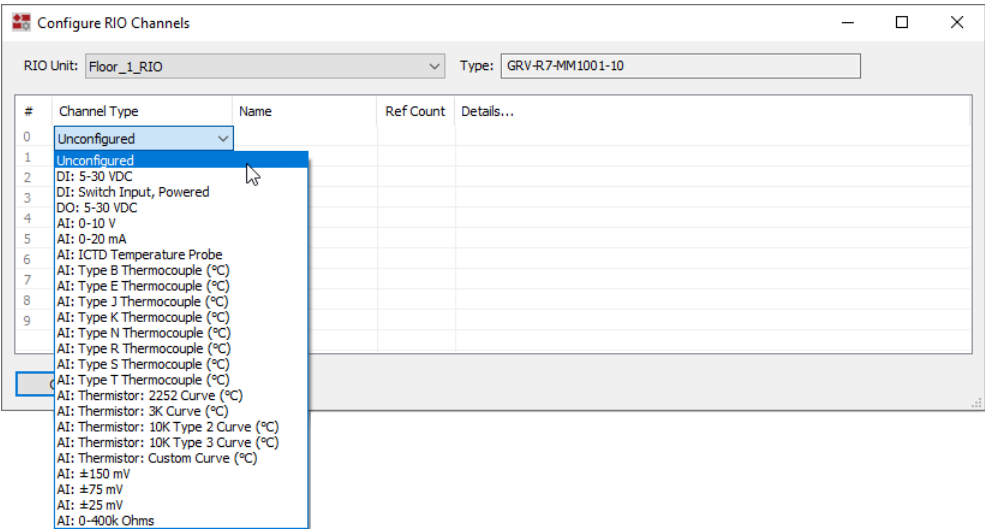 Configure RIO Channels
RIO Unit: Floor_1_RIO Type: GRV-R7-MM1001-10
# Channel Type Name Ref Count Details...
0 Unconfigured
1
2
3
4
5
6
7
8
9
Unconfigured
DI: 5-30 VDC
DI: Switch Input, Powered
DO: 5-30 VDC
AI: 0-10 V
AI: 0-20 mA
AI: ICTD Temperature Probe
AI: Type B Thermocouple (°C)
AI: Type E Thermocouple (°C)
AI: Type J Thermocouple (°C)
AI: Type K Thermocouple (°C)
AI: Type N Thermocouple (°C)
AI: Type R Thermocouple (°C)
AI: Type S Thermocouple (°C)
AI: Type T Thermocouple (°C)
AI: Thermistor: 2252 Curve (°C)
AI: Thermistor: 3K Curve (°C)
AI: Thermistor: 10K Type 2 Curve (°C)
AI: Thermistor: 10K Type 3 Curve (°C)
AI: Thermistor: Custom Curve (°C)
AI: ±150 mV
AI: ±75 mV
AI: ±25 mV
AI: 0-400k Ohms